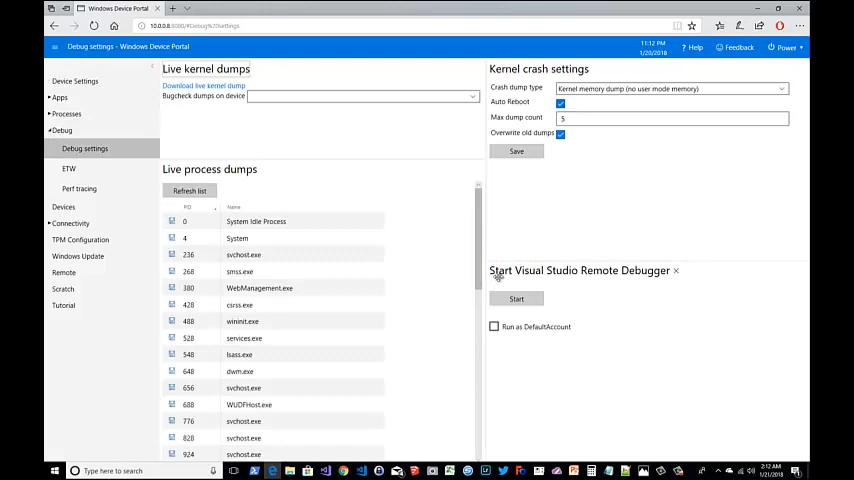 Windows Device Portal
10.0.0.8:8080/#Debug%20settings
Debug settings - Windows Device Portal
11:12 PM
1/20/2018
Help
Feedback
Power
Device Settings
Apps
Processes
Debug
Debug settings
ETW
Perf tracing
Devices
Connectivity
TPM Configuration
Windows Update
Remote
Scratch
Tutorial
Live kernel dumps
Download live kernel dump
Bugcheck dumps on device
Live process dumps
Refresh list
PID Name
0 System Idle Process
4 System
236 svchost.exe
268 smss.exe
380 WebManagement.exe
428 csrss.exe
488 wininit.exe
528 services.exe
548 lsass.exe
648 dwm.exe
656 svchost.exe
688 WUDFHost.exe
776 svchost.exe
828 svchost.exe
924 svchost.exe
Kernel crash settings
Crash dump type Kernel memory dump (no user mode memory)
Auto Reboot
Max dump count 5
Overwrite old dumps
Save
Start Visual Studio Remote Debugger
Start
Run as DefaultAccount
Type here to search
2:12 AM
1/21/2018